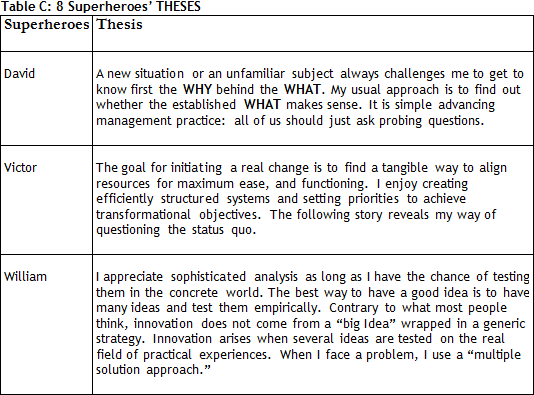 Table C: 8 Superheroes’ THESES
Superheroes Thesis
David A new situation or an unfamiliar subject always challenges me to get to
know first the WHY behind the WHAT. My usual approach is to find out
whether the established WHAT makes sense. It is simple advancing
management practice: all of us should just ask probing questions.
Victor The goal for initiating a real change is to find a tangible way to align
resources for maximum ease, and functioning. I enjoy creating
efficiently structured systems and setting priorities to achieve
transformational objectives. The following story reveals my way of
questioning the status quo.
William I appreciate sophisticated analysis as long as I have the chance of testing
them in the concrete world. The best way to have a good idea is to have
many ideas and test them empirically. Contrary to what most people
think, innovation does not come from a “big Idea” wrapped in a generic
strategy. Innovation arises when several ideas are tested on the real
field of practical experiences. When I face a problem, I use a “multiple
solution approach.”